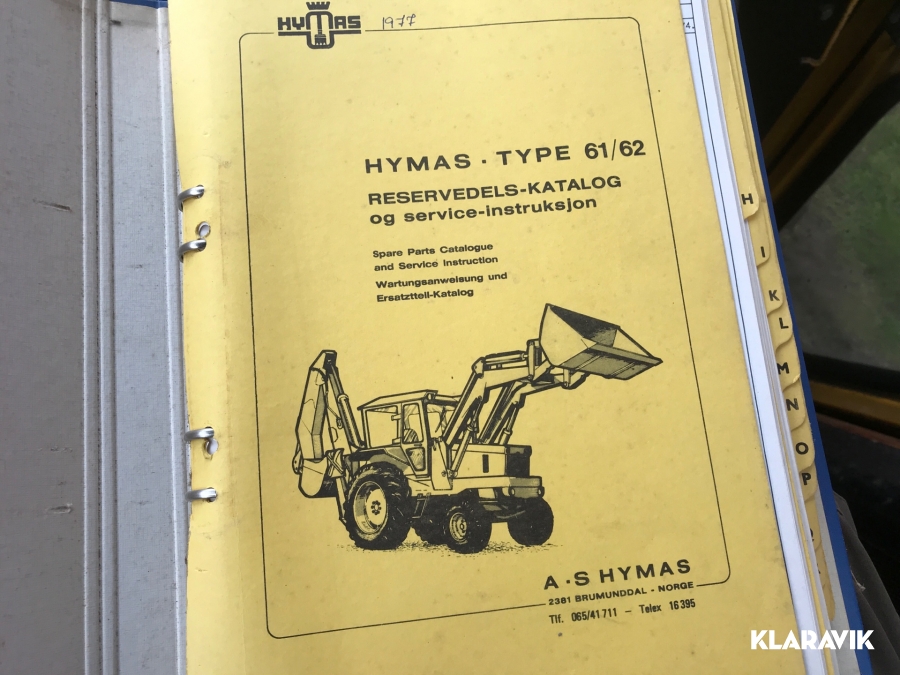 HYMAS
1977
HYMAS · TYPE 61/62
RESERVEDELS-KATALOG
og service-instruksjon
Spare Parts Catalogue
and Service Instruction
Wartungsanweisung und
Ersatztteil-Katalog
A·S HYMAS
2381 BRUMUNDDAL - NORGE
Tlf. 065/41 711 - Telex 16 395
H
I
K
L
M
N
O
P
KLARAVIK